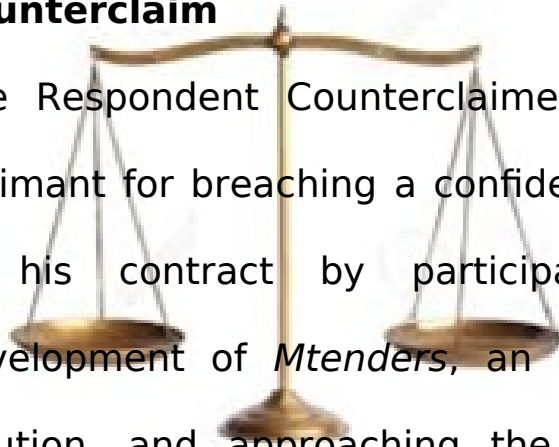 unterclaim
e Respondent Counterclaime
imant for breaching a confide
his contract by participa
velopment of Mtenders, an
ution, and approaching the